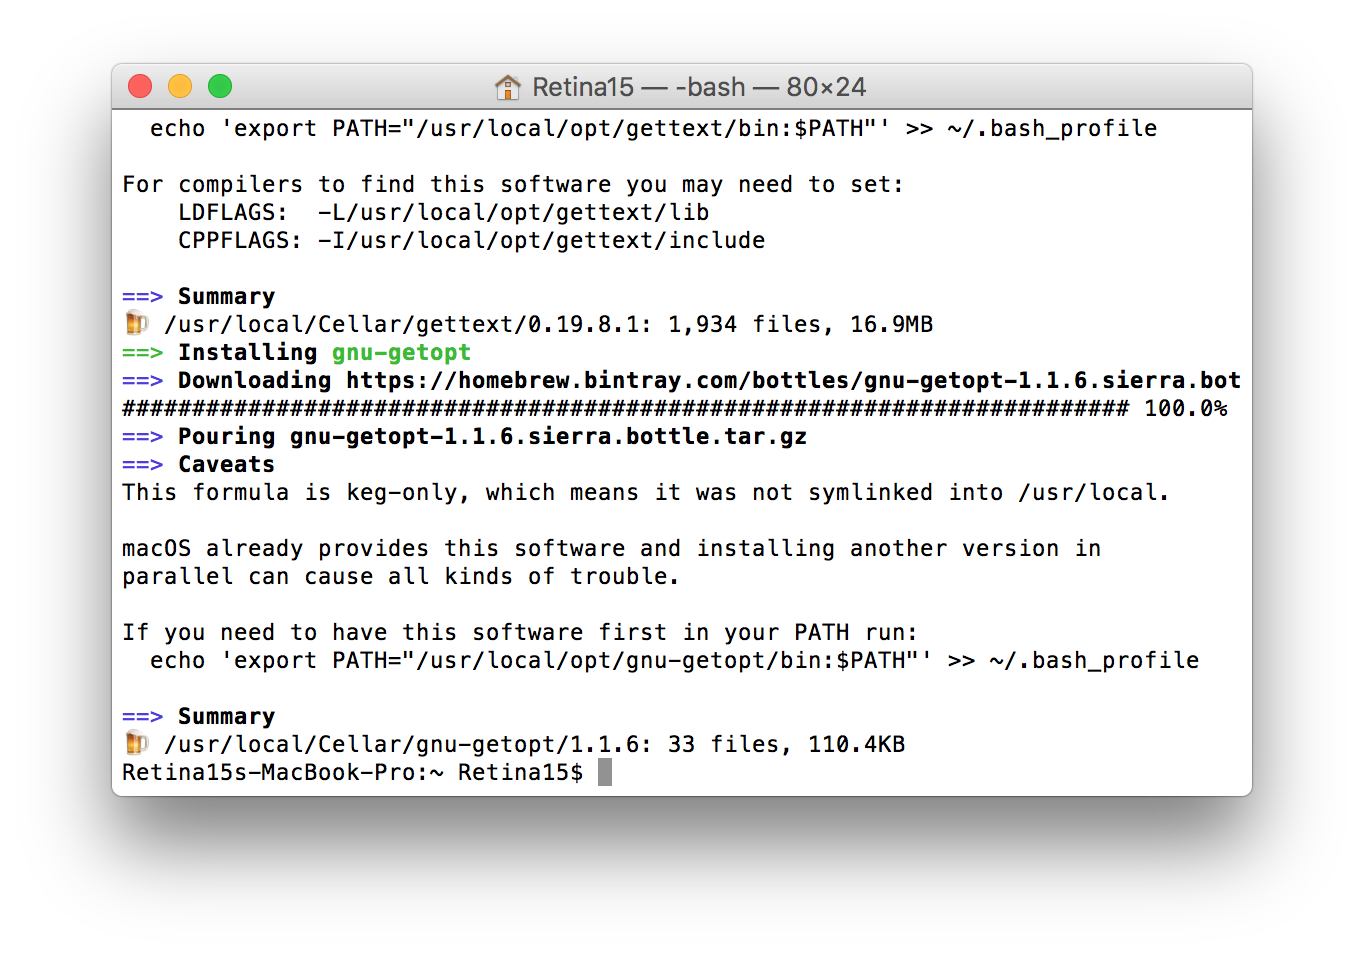 Retina15 — -bash — 80×24
echo 'export PATH="/usr/local/opt/gettext/bin:$PATH"' >> ~/.bash_profile
For compilers to find this software you may need to set:
LDFLAGS:  -L/usr/local/opt/gettext/lib
CPPFLAGS: -I/usr/local/opt/gettext/include
==> Summary
🍺 /usr/local/Cellar/gettext/0.19.8.1: 1,934 files, 16.9MB
==> Installing gnu-getopt
==> Downloading https://homebrew.bintray.com/bottles/gnu-getopt-1.1.6.sierra.bot
######################################################################## 100.0%
==> Pouring gnu-getopt-1.1.6.sierra.bottle.tar.gz
==> Caveats
This formula is keg-only, which means it was not symlinked into /usr/local.
macOS already provides this software and installing another version in
parallel can cause all kinds of trouble.
If you need to have this software first in your PATH run:
echo 'export PATH="/usr/local/opt/gnu-getopt/bin:$PATH"' >> ~/.bash_profile
==> Summary
🍺 /usr/local/Cellar/gnu-getopt/1.1.6: 33 files, 110.4KB
Retina15s-MacBook-Pro:~ Retina15$